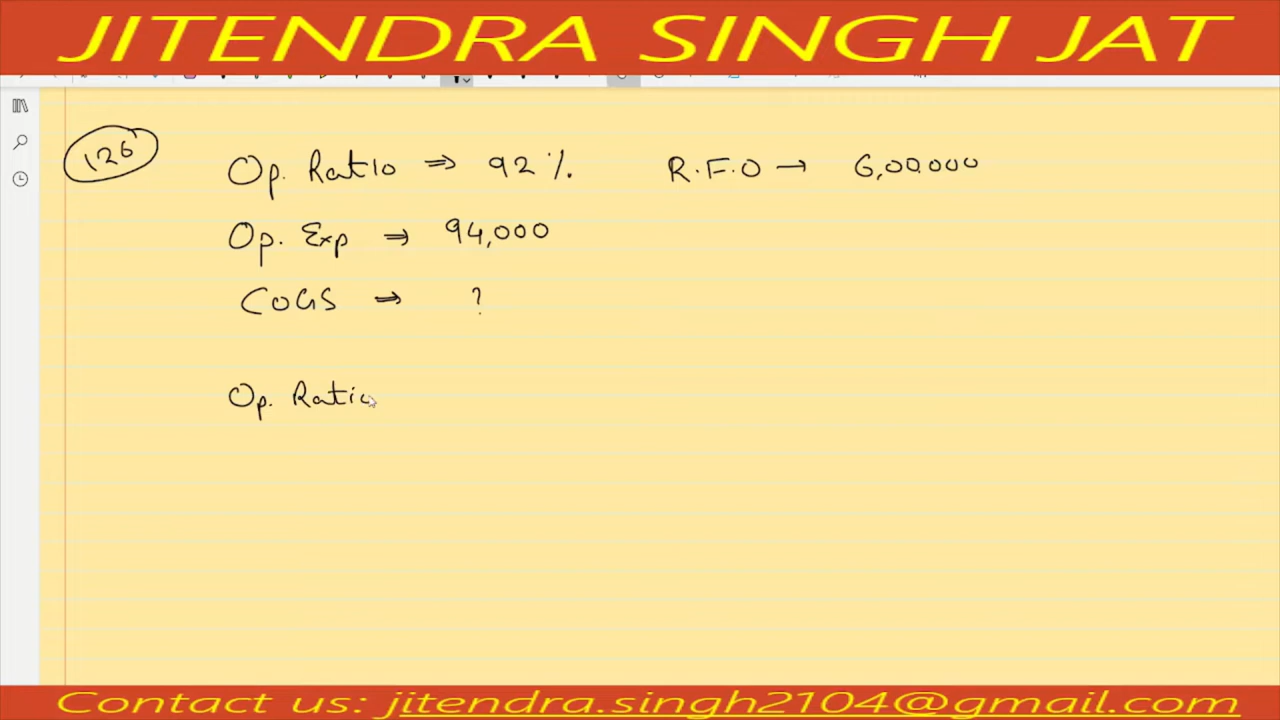 JITENDRA SINGH JAT
126
Op. Ratio ⇒ 92 %. R.F.O → 6,00.000
Op. Exp ⇒ 94,000
COGS ⇒ ?
Op. Ratio
Contact us: jitendra.singh2104@gmail.com